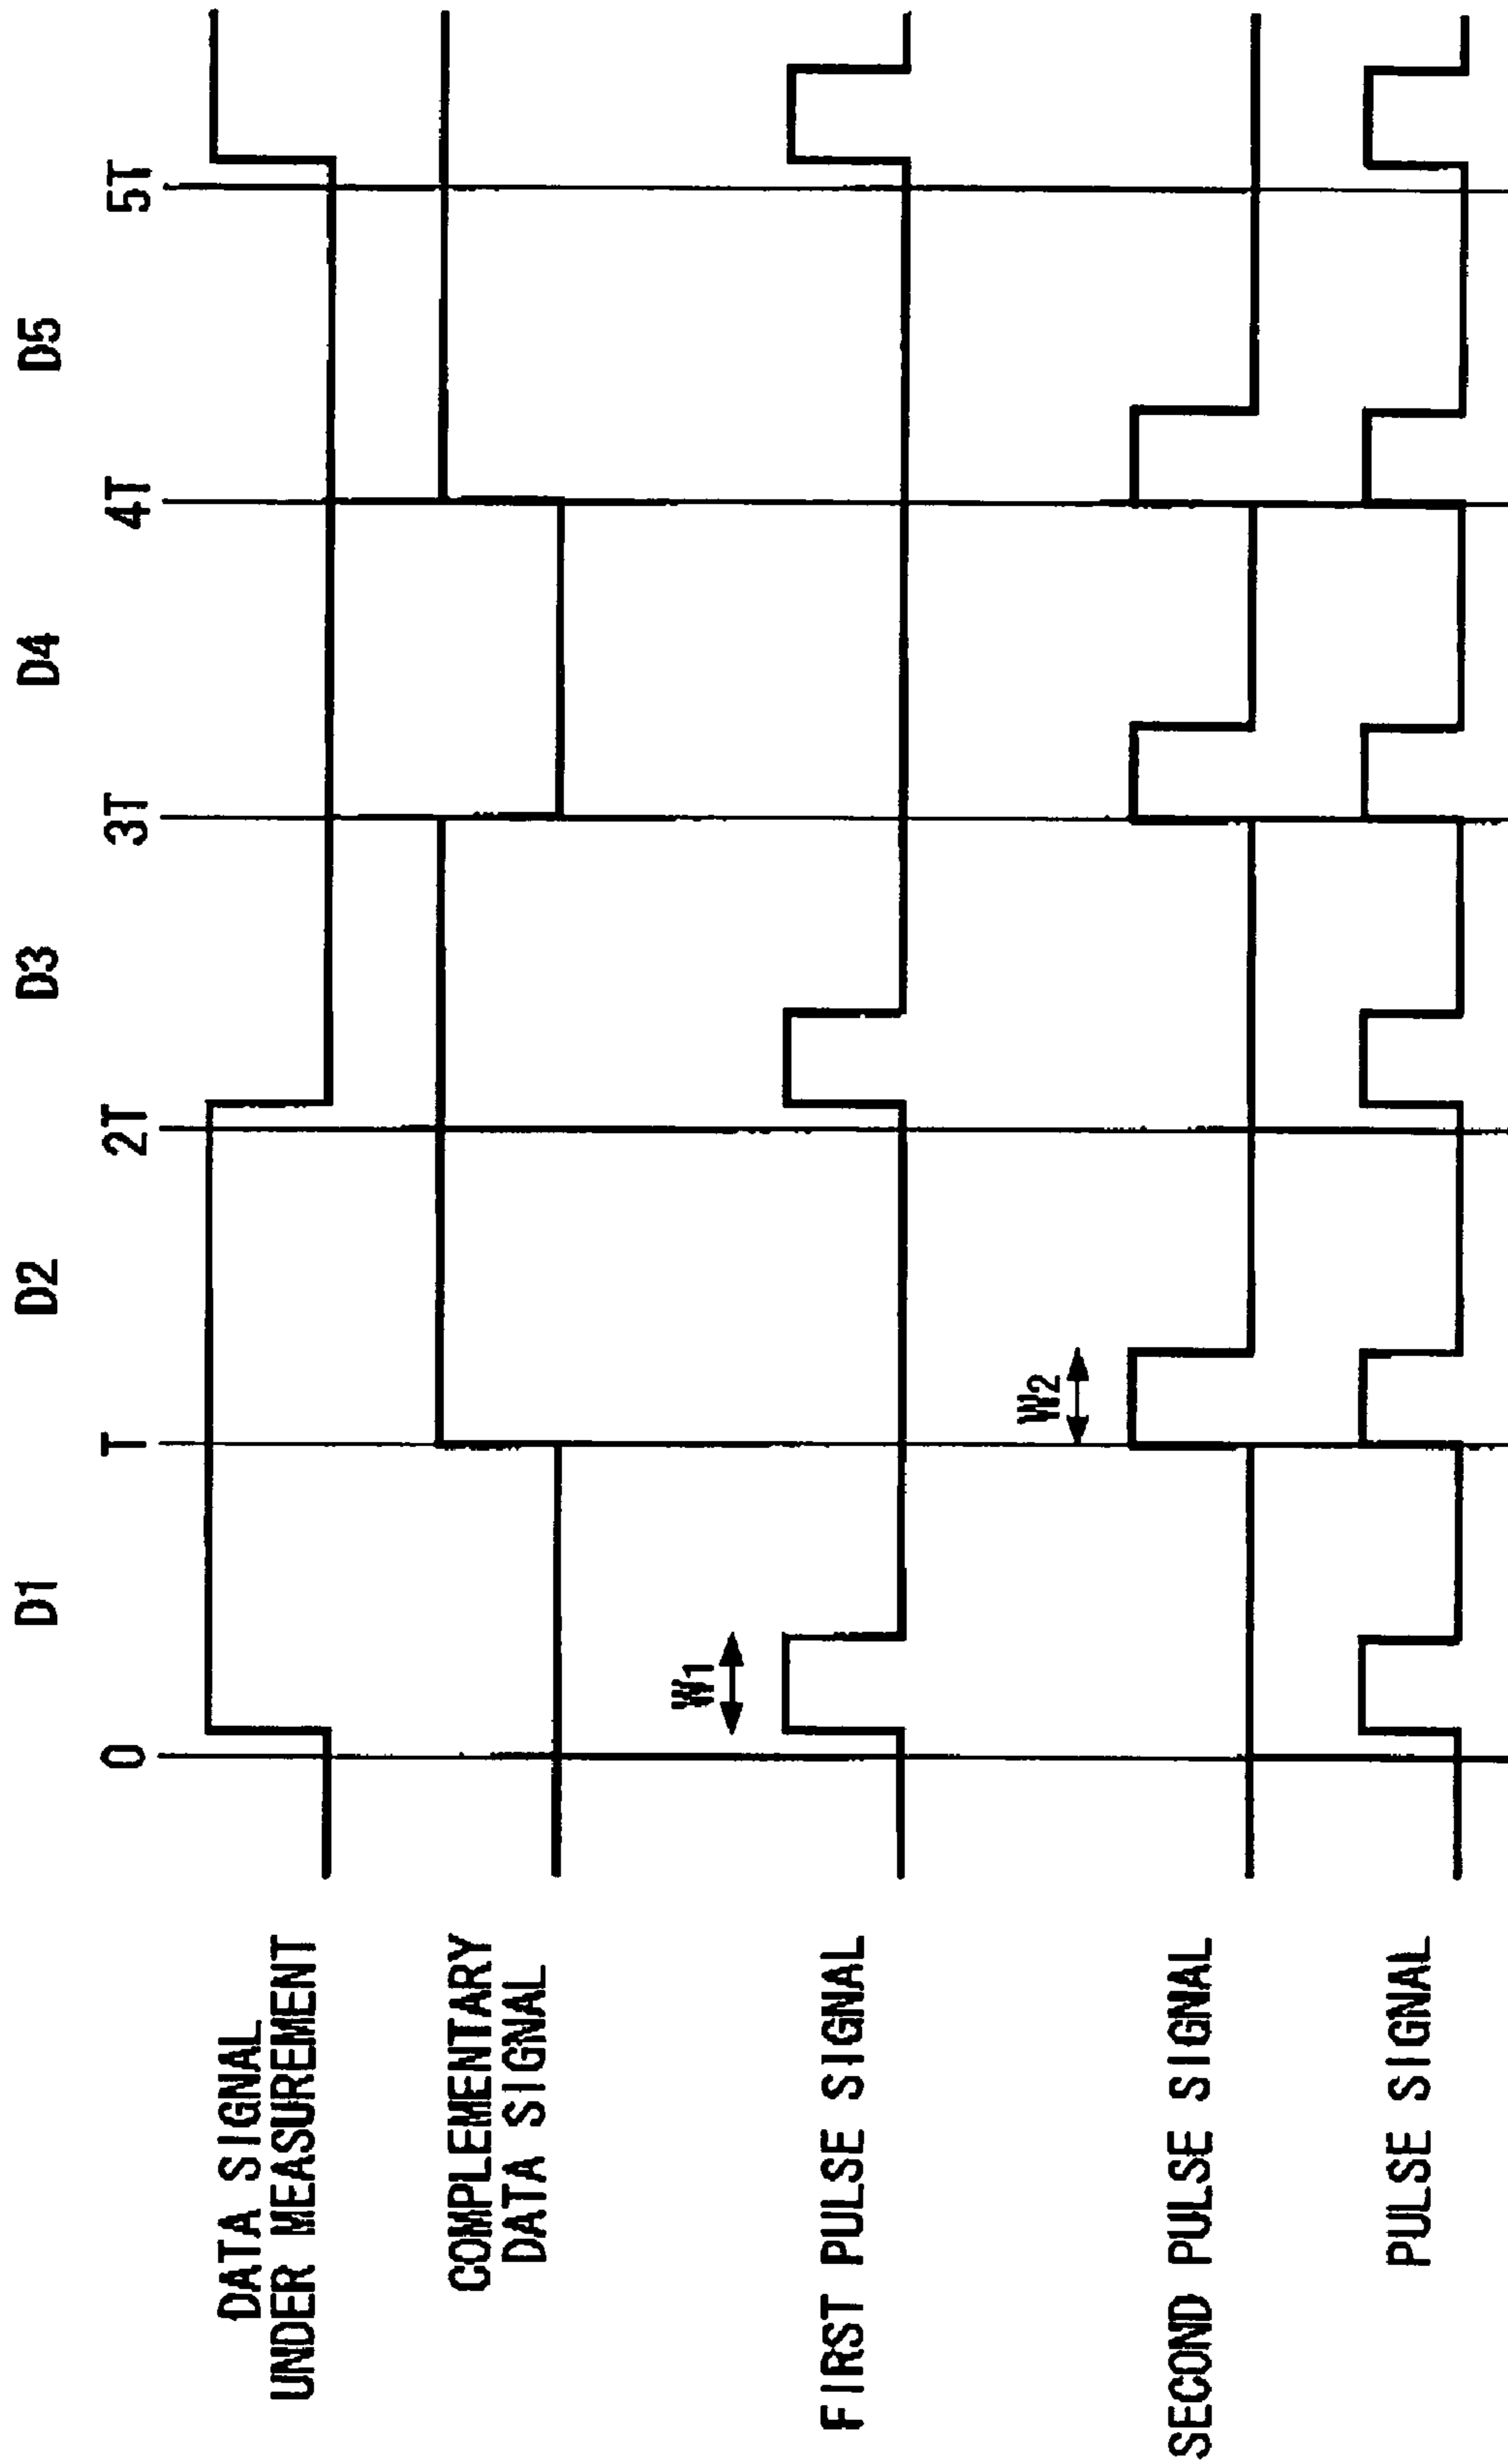 D1 D2 D3 D4 D5
0 T 2T 3T 4T 5T
DATA SIGNAL
UNDER MEASUREMENT
COMPLEMENTARY
DATA SIGNAL
W1
FIRST PULSE SIGNAL
W2
SECOND PULSE SIGNAL
PULSE SIGNAL